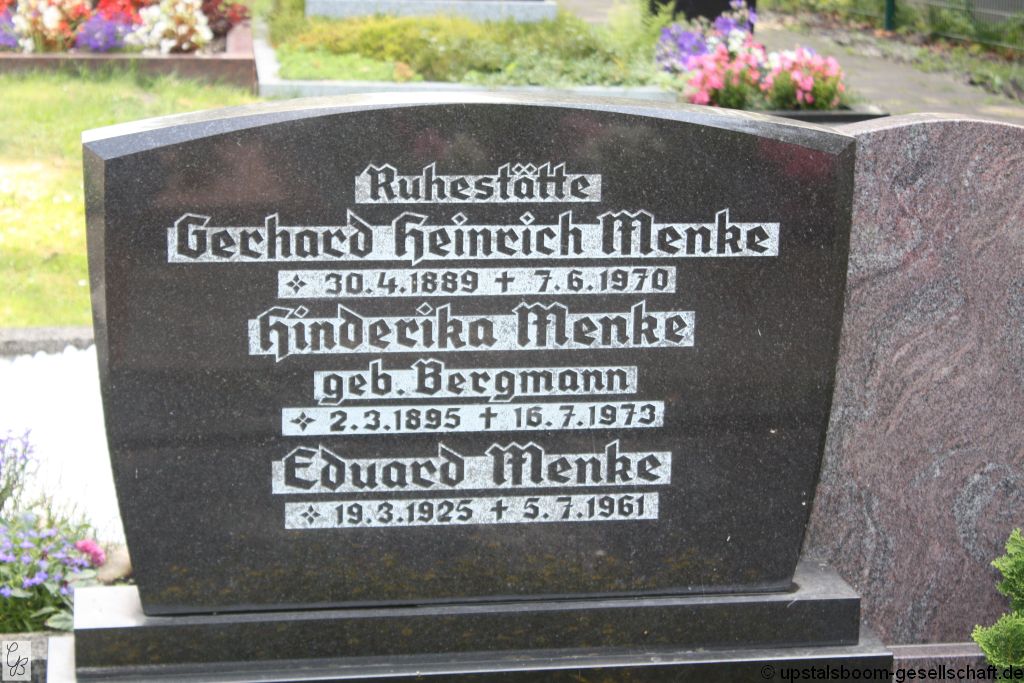 Ruhestätte
Gerhard Heinrich Menke
✧ 30.4.1889 ✝ 7.6.1970
Hinderika Menke
geb. Bergmann
✧ 2.3.1895 ✝ 16.7.1973
Eduard Menke
✧ 19.3.1925 ✝ 5.7.1961
GB
© upstalsboom-gesellschaft.de